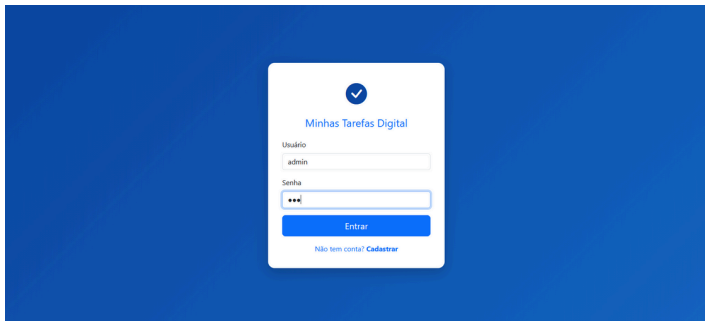 Minhas Tarefas Digital
Usuário
admin
Senha
•••
Entrar
Não tem conta? Cadastrar